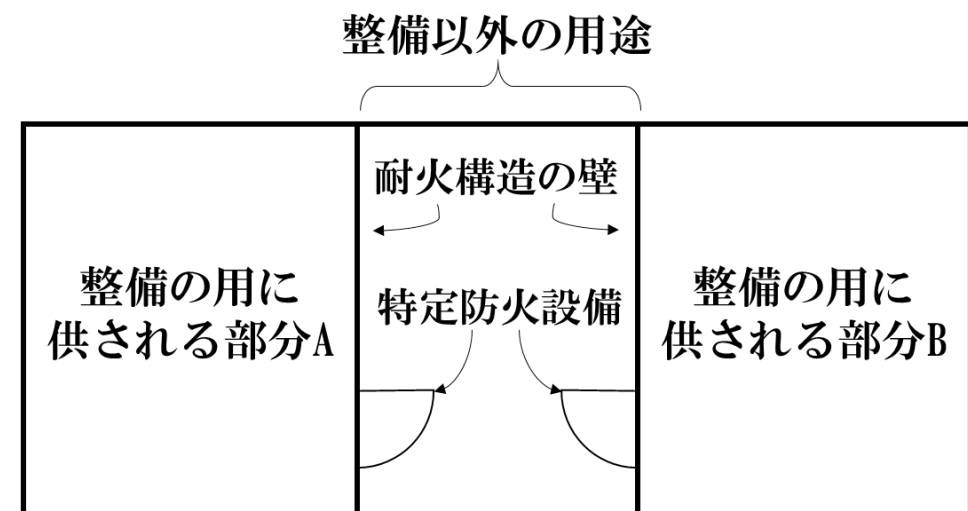 整備以外の用途
耐火構造の壁
整備の用に
供される部分A
特定防火設備
整備の用に
供される部分B